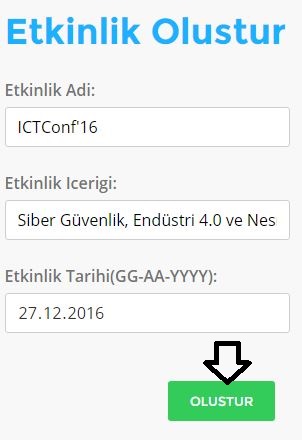 Etkinlik Olustur
Etkinlik Adi:
ICTConf'16
Etkinlik Icerigi:
Siber Güvenlik, Endüstri 4.0 ve Nes
Etkinlik Tarihi(GG-AA-YYYY):
27.12.2016
OLUSTUR